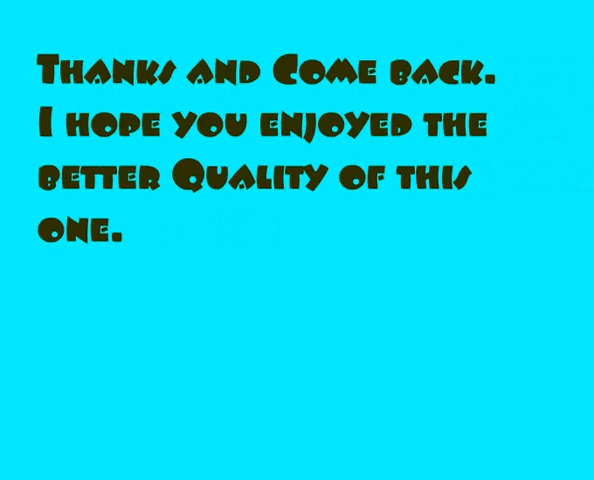 Thanks and Come back.
I hope you enjoyed the
better Quality of this
one.